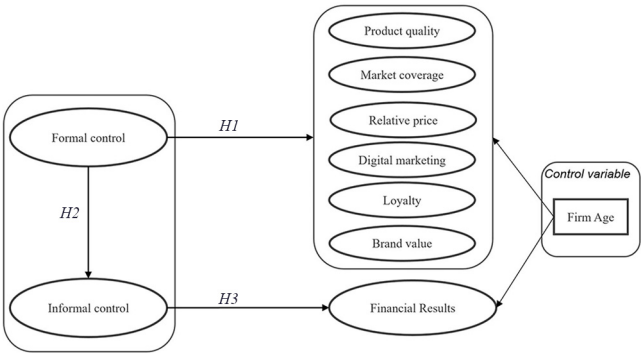 Product quality
Market coverage
Relative price
Digital marketing
Loyalty
Brand value
Formal control
H1
H2
Informal control
H3
Financial Results
Control variable
Firm Age